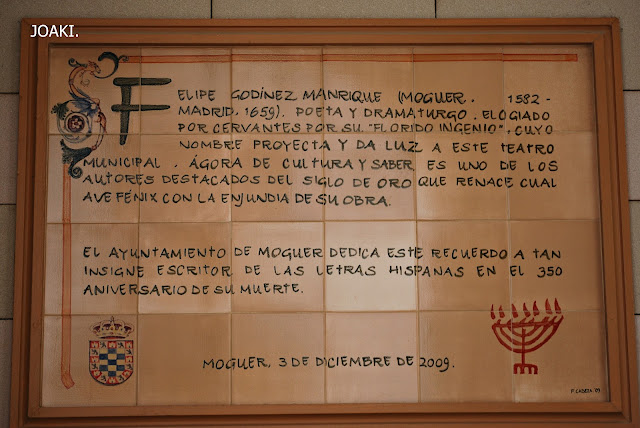 JOAKI.
FELIPE GODÍNEZ MANRIQUE (MOGUER. 1582-
MADRID. 1659). POETA Y DRAMATURGO. ELOGIADO
POR CERVANTES POR SU "FLORIDO INGENIO", CUYO
NOMBRE PROYECTA Y DA LUZ A ESTE TEATRO
MUNICIPAL. ÁGORA DE CULTURA Y SABER, ES UNO DE LOS
AUTORES DESTACADOS DEL SIGLO DE ORO QUE RENACE CUAL
AVE FÉNIX CON LA ENJUNDIA DE SU OBRA.
EL AYUNTAMIENTO DE MOGUER DEDICA ESTE RECUERDO A TAN
INSIGNE ESCRITOR DE LAS LETRAS HISPANAS EN EL 350
ANIVERSARIO DE SU MUERTE.
MOGUER, 3 DE DICIEMBRE DE 2009.